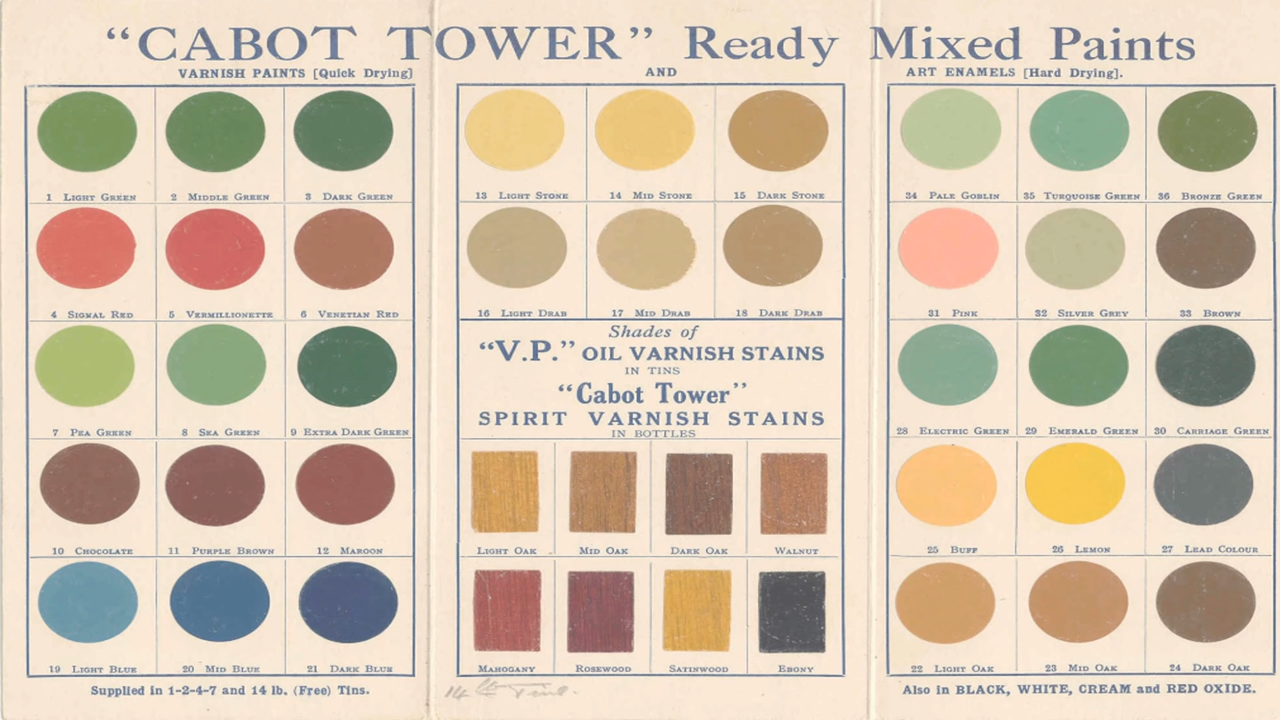 “CABOT TOWER” Ready Mixed Paints
VARNISH PAINTS [Quick Drying] AND ART ENAMELS [Hard Drying].
1 Light Green 2 Middle Green 3 Dark Green
4 Signal Red 5 Vermillionette 6 Venetian Red
7 Pea Green 8 Sea Green 9 Extra Dark Green
10 Chocolate 11 Purple Brown 12 Maroon
19 Light Blue 20 Mid Blue 21 Dark Blue
Supplied in 1-2-4-7 and 14 lb. (Free) Tins.
13 Light Stone 14 Mid Stone 15 Dark Stone
16 Light Drab 17 Mid Drab 18 Dark Drab
Shades of
“V.P.” OIL VARNISH STAINS
IN TINS
“Cabot Tower”
SPIRIT VARNISH STAINS
IN BOTTLES
Light Oak Mid Oak Dark Oak Walnut
Mahogany Rosewood Satinwood Ebony
34 Pale Goblin 35 Turquoise Green 36 Bronze Green
31 Pink 32 Silver Grey 33 Brown
28 Electric Green 29 Emerald Green 30 Carriage Green
25 Buff 26 Lemon 27 Lead Colour
22 Light Oak 23 Mid Oak 24 Dark Oak
Also in BLACK, WHITE, CREAM and RED OXIDE.